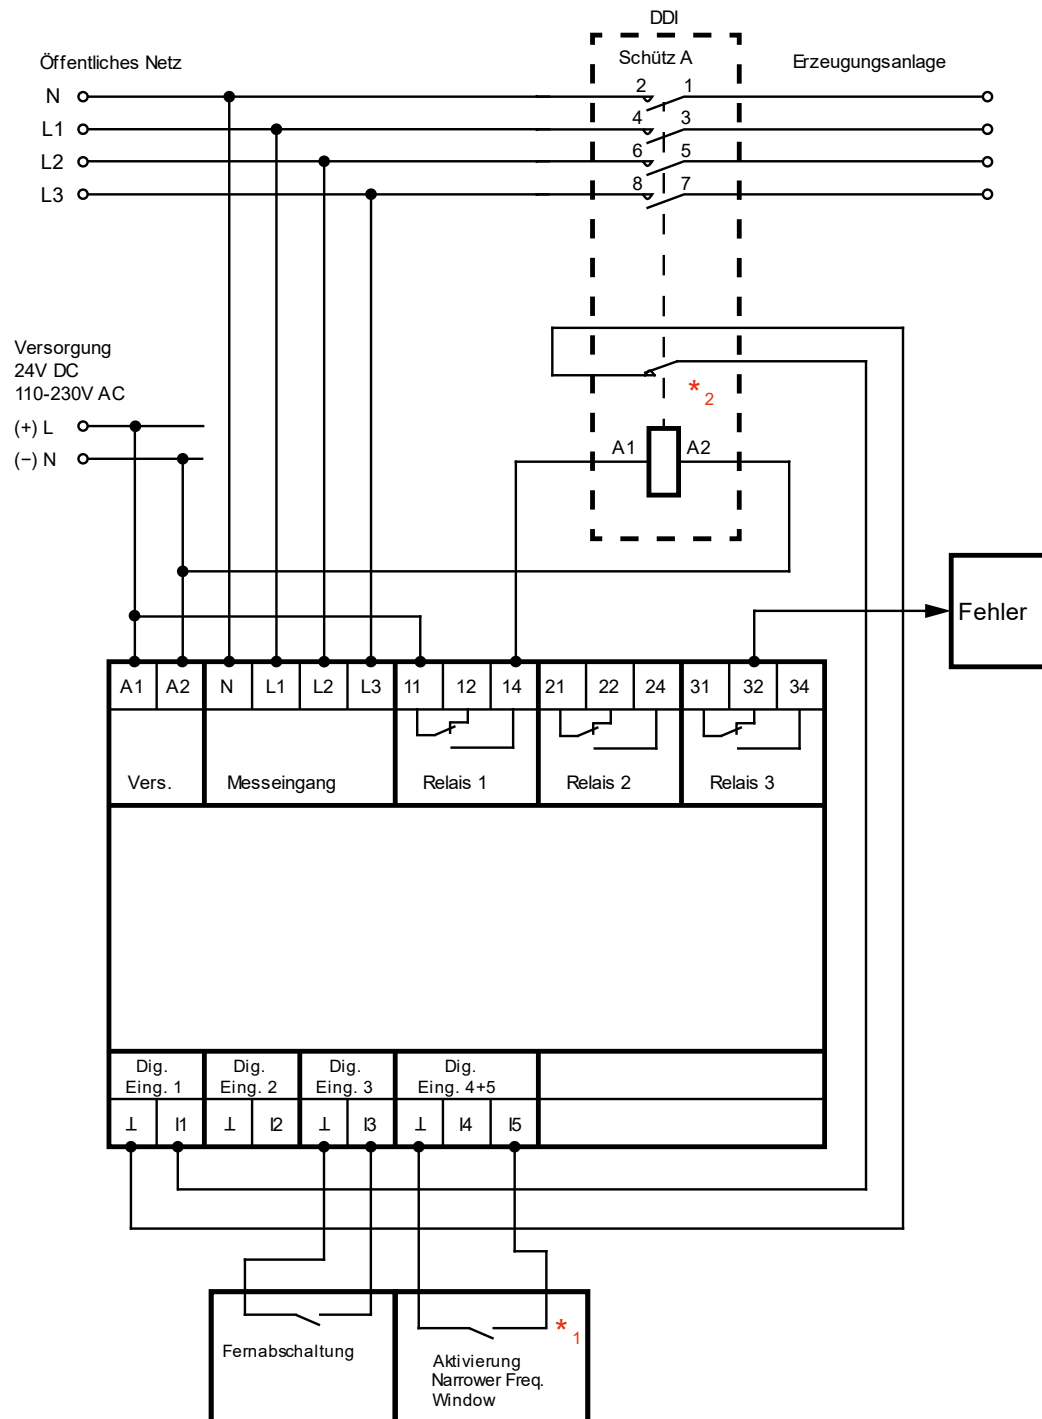 DDI
Öffentliches Netz
Schütz A
Erzeugungsanlage
N
2 1
L1
4 3
L2
6 5
L3
8 7
Versorgung
24V DC
110-230V AC
(+) L
(−) N
* 2
A1 A2
Fehler
A1 A2 N L1 L2 L3 11 12 14 21 22 24 31 32 34
Vers. Messeingang Relais 1 Relais 2 Relais 3
Dig. Eing. 1
Dig. Eing. 2
Dig. Eing. 3
Dig. Eing. 4+5
⊥ I1 ⊥ I2 ⊥ I3 ⊥ I4 I5
* 1
Fernabschaltung
Aktivierung
Narrower Freq.
Window